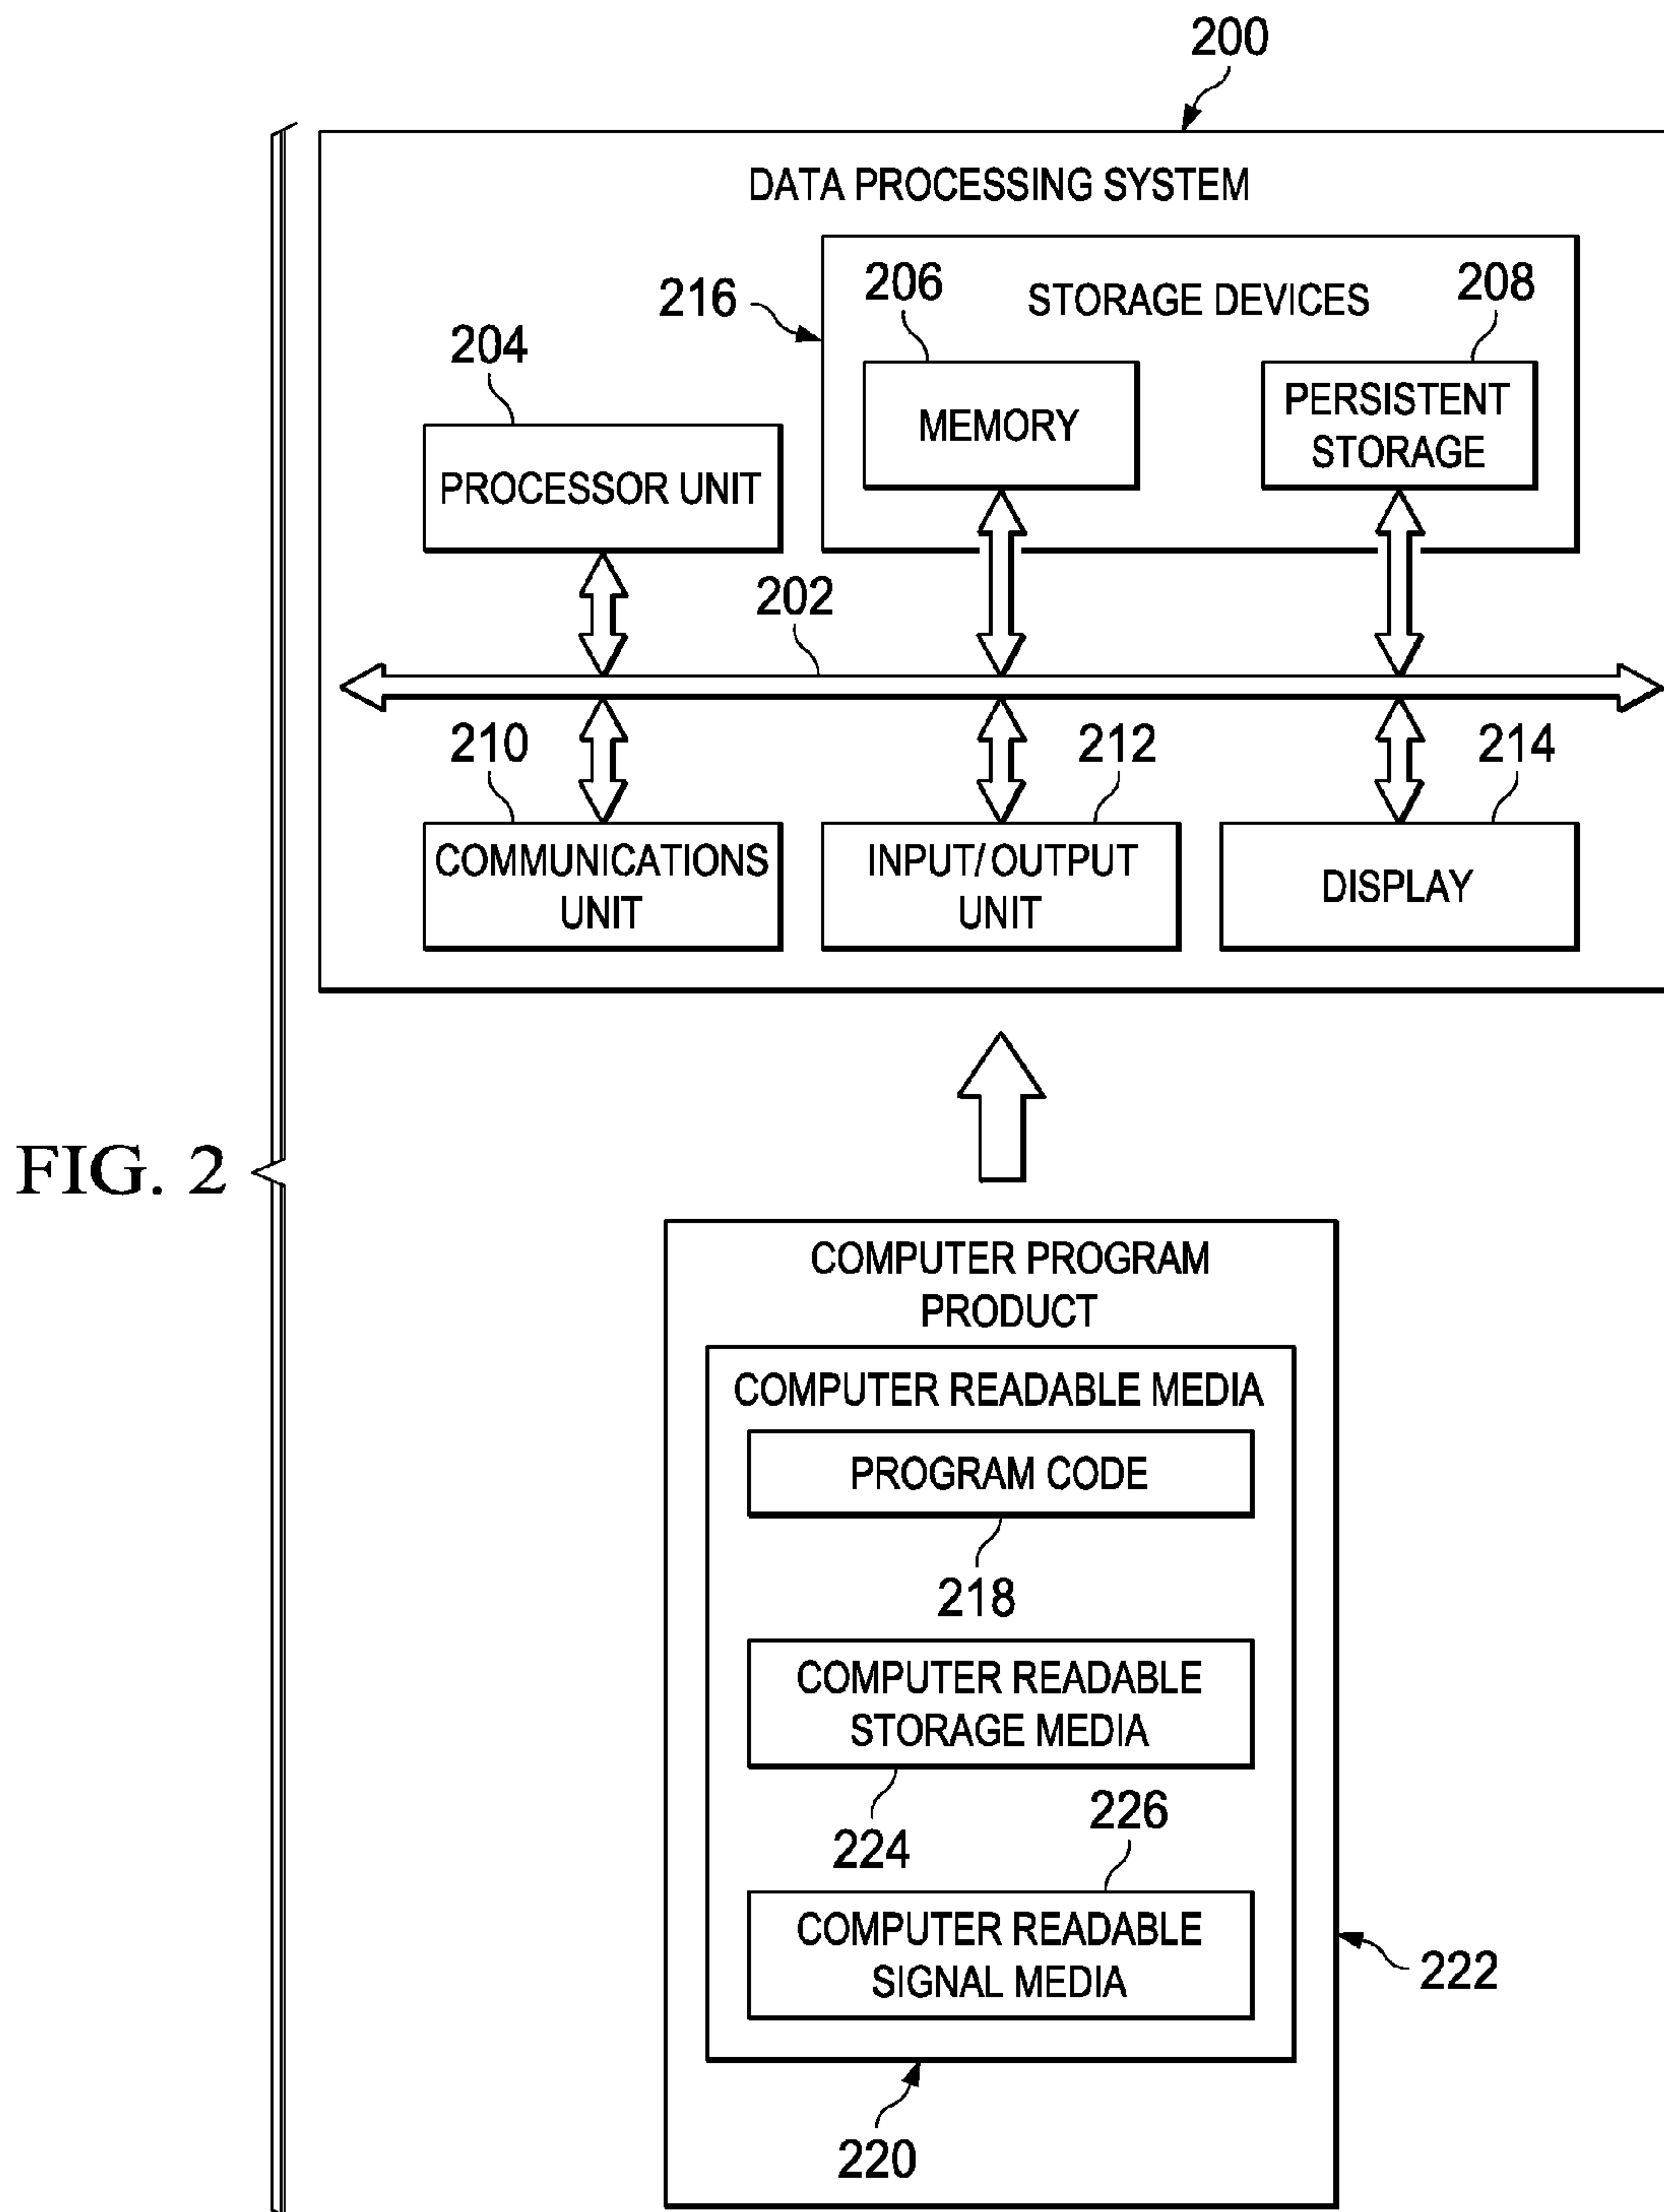 200
DATA PROCESSING SYSTEM
216
206
STORAGE DEVICES
208
204
MEMORY
PERSISTENT
STORAGE
PROCESSOR UNIT
202
210
212
214
COMMUNICATIONS
UNIT
INPUT/OUTPUT
UNIT
DISPLAY
FIG. 2
COMPUTER PROGRAM
PRODUCT
COMPUTER READABLE MEDIA
PROGRAM CODE
218
COMPUTER READABLE
STORAGE MEDIA
224
226
COMPUTER READABLE
SIGNAL MEDIA
222
220